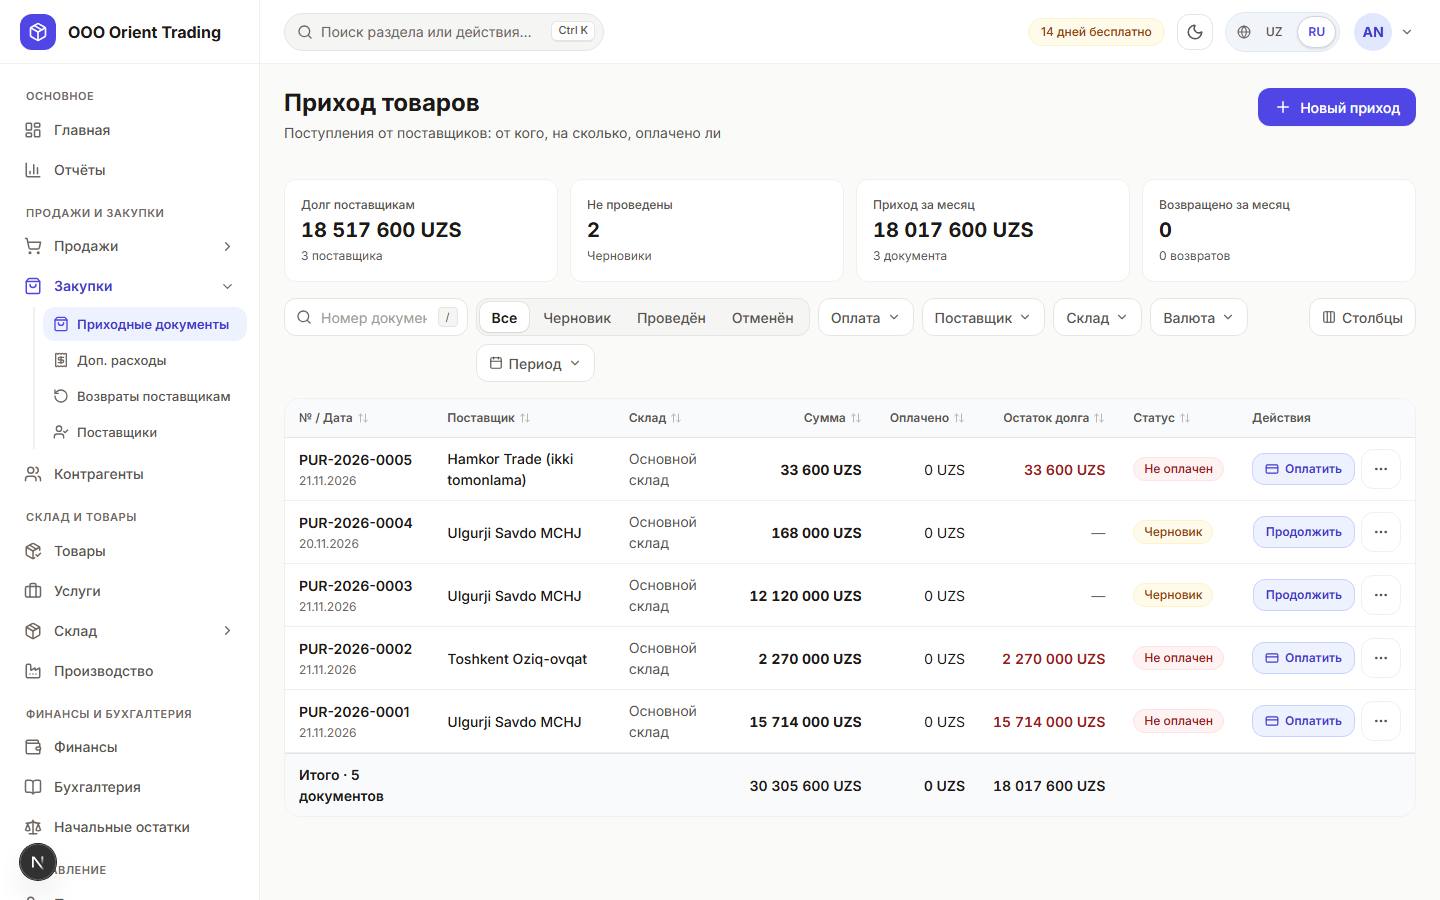 OOO Orient Trading
Поиск раздела или действия...
Ctrl K
14 дней бесплатно
UZ
RU
AN
ОСНОВНОЕ
Главная
Отчёты
ПРОДАЖИ И ЗАКУПКИ
Продажи
Закупки
Приходные документы
Доп. расходы
Возвраты поставщикам
Поставщики
Контрагенты
СКЛАД И ТОВАРЫ
Товары
Услуги
Склад
Производство
ФИНАНСЫ И БУХГАЛТЕРИЯ
Финансы
Бухгалтерия
Начальные остатки
N
Приход товаров
Поступления от поставщиков: от кого, на сколько, оплачено ли
Новый приход
Долг поставщикам
18 517 600 UZS
3 поставщика
Не проведены
2
Черновики
Приход за месяц
18 017 600 UZS
3 документа
Возвращено за месяц
0
0 возвратов
Номер докумен
/
Все
Черновик
Проведён
Отменён
Оплата
Поставщик
Склад
Валюта
Столбцы
Период
№ / Дата
Поставщик
Склад
Сумма
Оплачено
Остаток долга
Статус
Действия
PUR-2026-0005
21.11.2026
Hamkor Trade (ikki
tomonlama)
Основной
склад
33 600 UZS
0 UZS
33 600 UZS
Не оплачен
Оплатить
PUR-2026-0004
20.11.2026
Ulgurji Savdo MCHJ
Основной
склад
168 000 UZS
0 UZS
—
Черновик
Продолжить
PUR-2026-0003
21.11.2026
Ulgurji Savdo MCHJ
Основной
склад
12 120 000 UZS
0 UZS
—
Черновик
Продолжить
PUR-2026-0002
21.11.2026
Toshkent Oziq-ovqat
Основной
склад
2 270 000 UZS
0 UZS
2 270 000 UZS
Не оплачен
Оплатить
PUR-2026-0001
21.11.2026
Ulgurji Savdo MCHJ
Основной
склад
15 714 000 UZS
0 UZS
15 714 000 UZS
Не оплачен
Оплатить
Итого · 5
документов
30 305 600 UZS
0 UZS
18 017 600 UZS